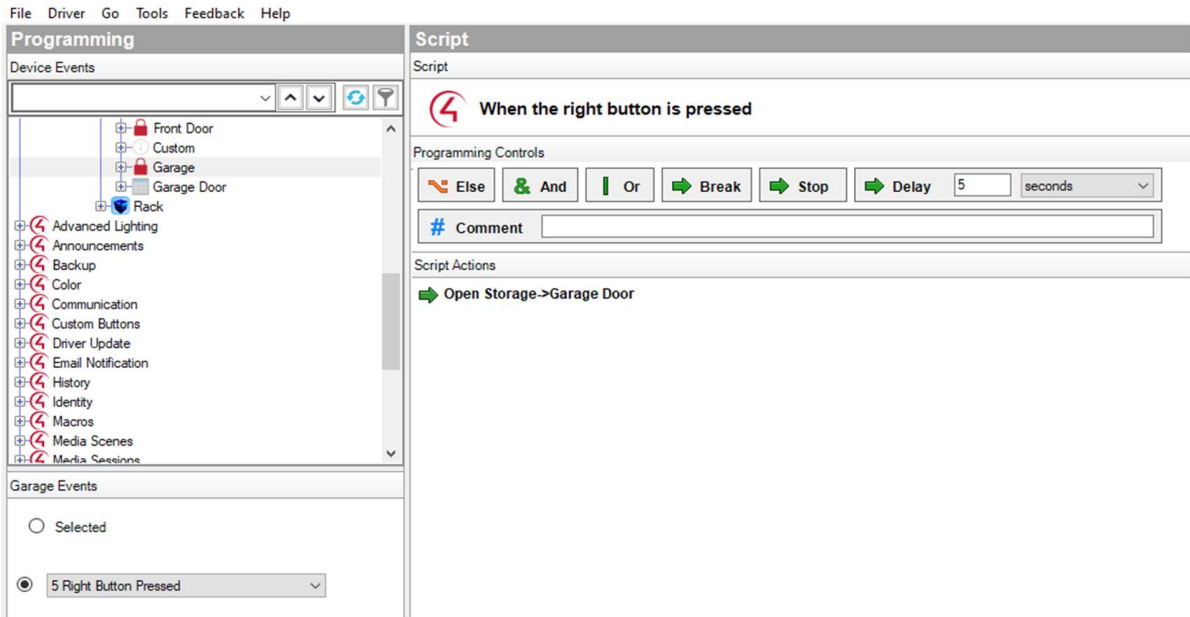 File Driver Go Tools Feedback Help
Programming
Device Events
Front Door
Custom
Garage
Garage Door
Rack
Advanced Lighting
Announcements
Backup
Color
Communication
Custom Buttons
Driver Update
Email Notification
History
Identity
Macros
Media Scenes
Media Sessions
Garage Events
Selected
5 Right Button Pressed
Script
Script
When the right button is pressed
Programming Controls
Else & And Or Break Stop Delay 5 seconds
# Comment
Script Actions
Open Storage->Garage Door